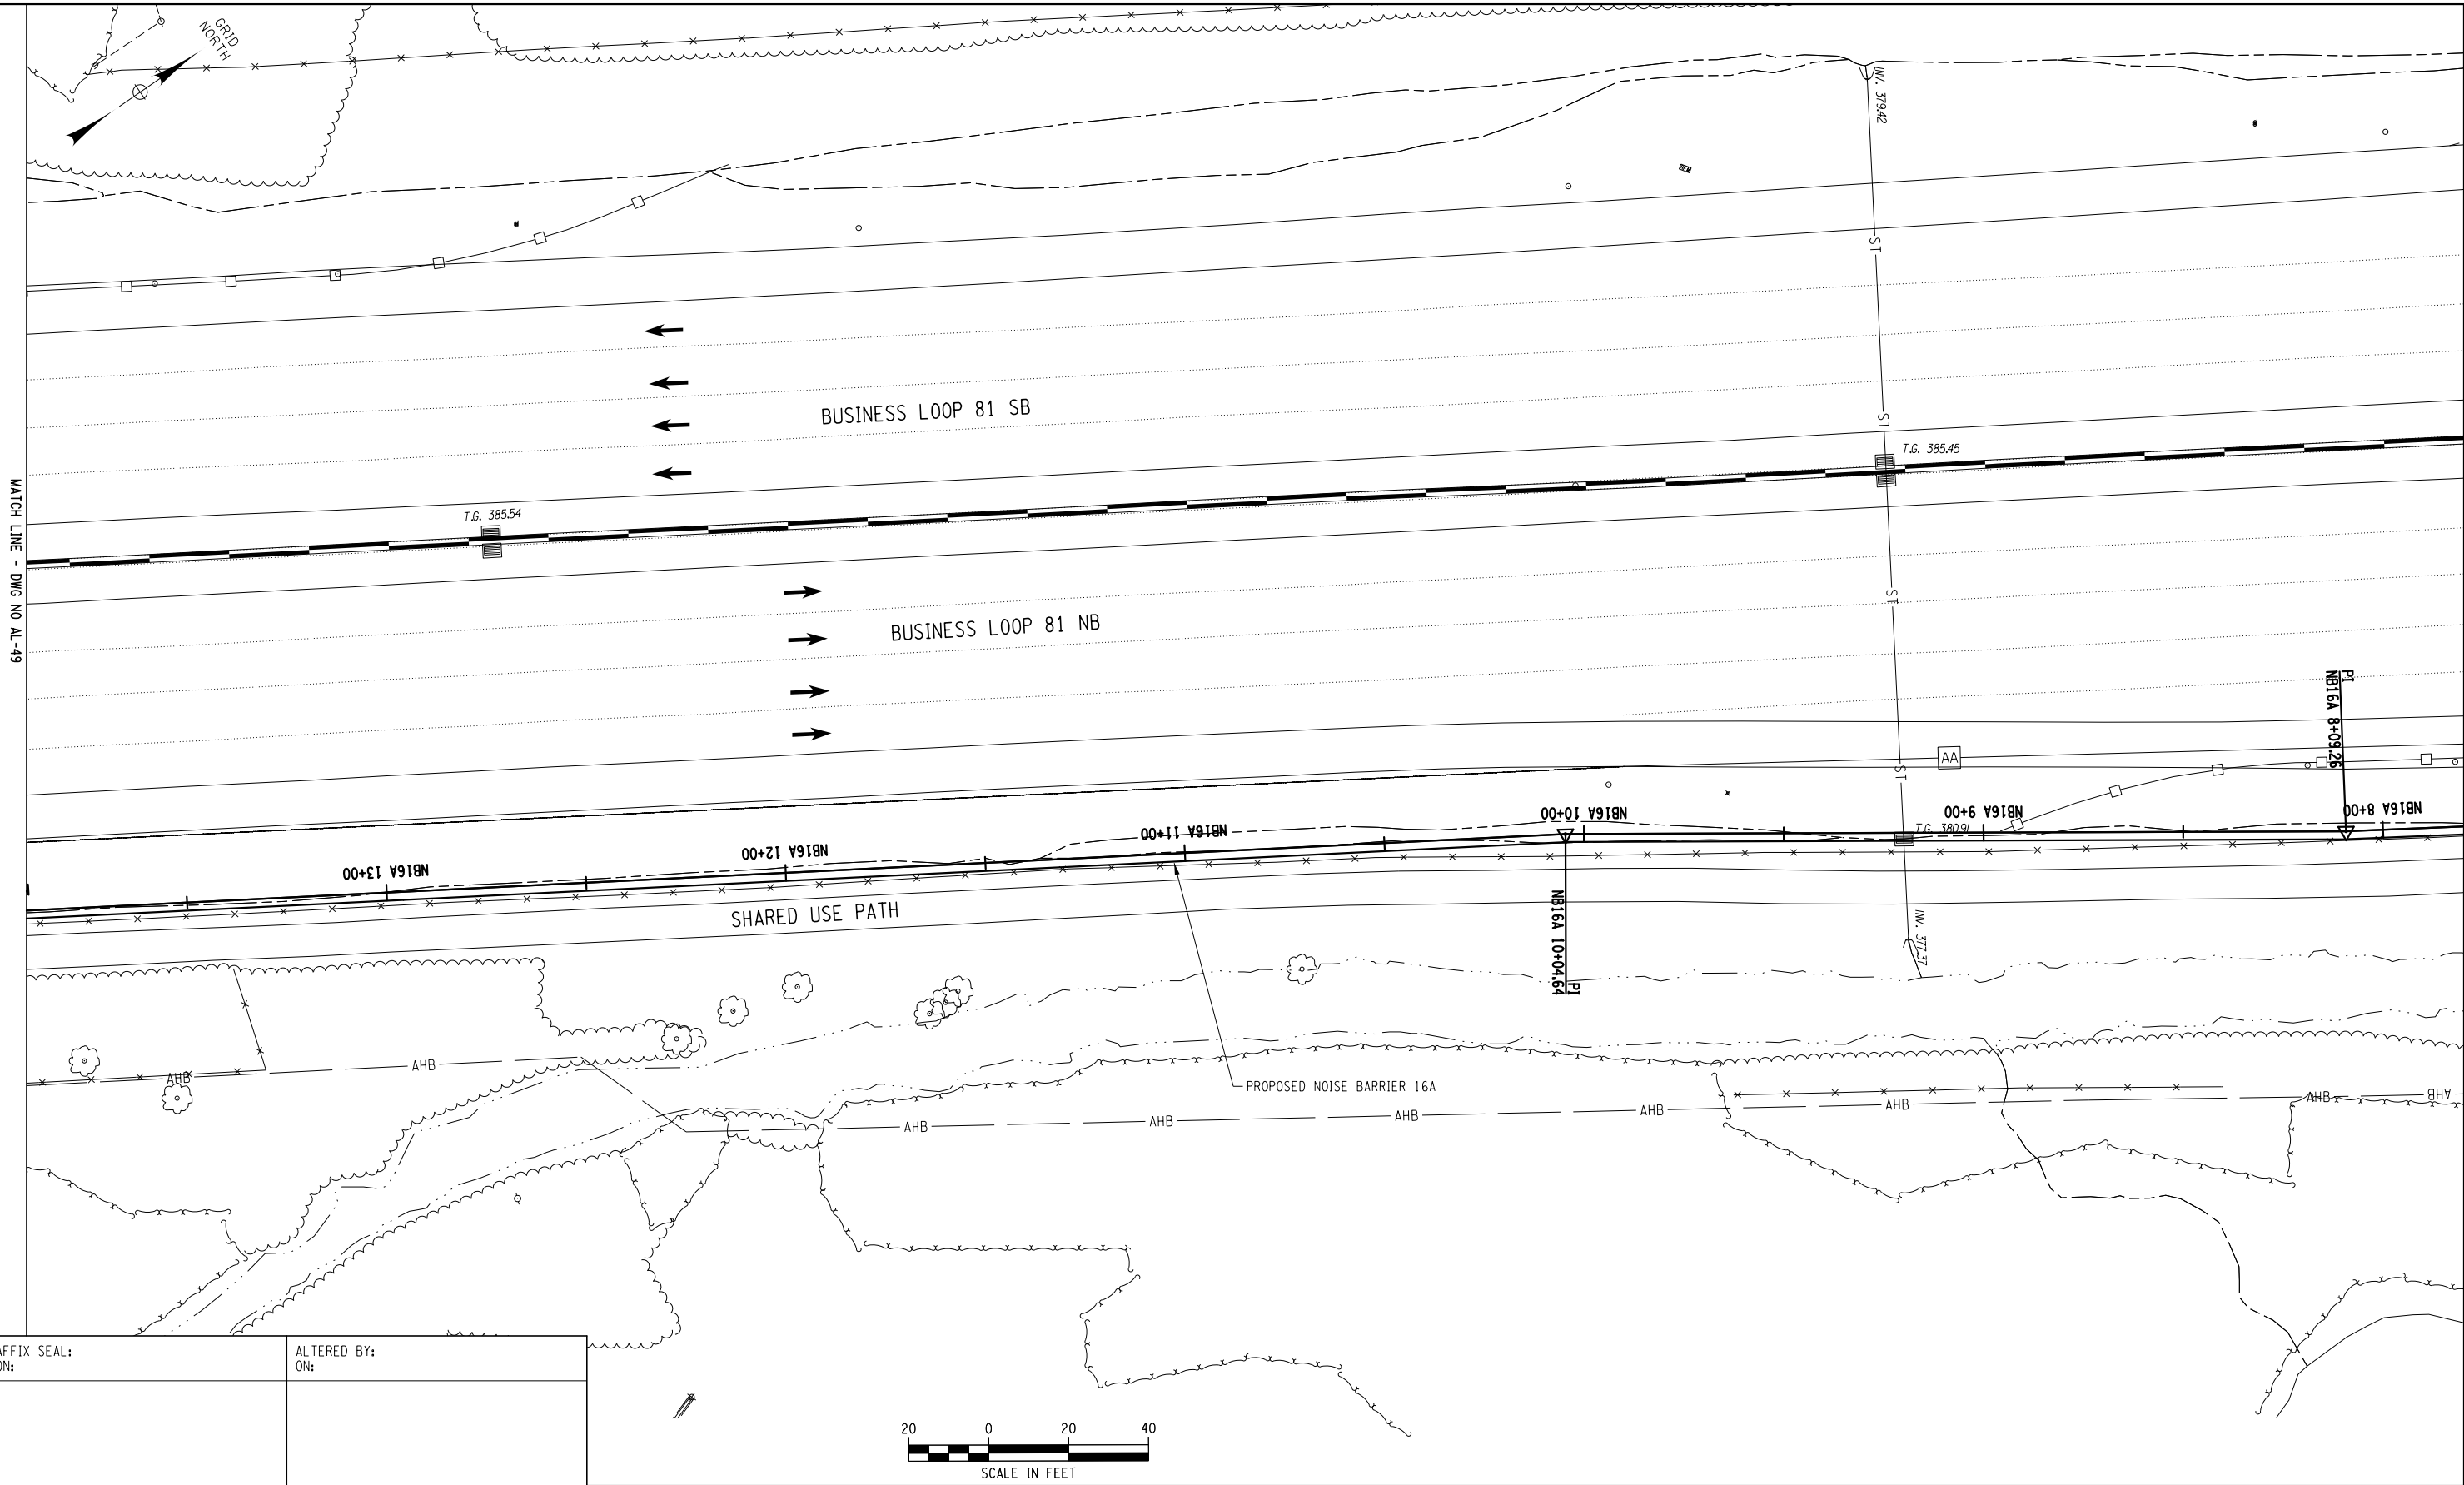 GRID
NORTH
INV. 379.42
ST
BUSINESS LOOP 81 SB
ST
T.G. 385.45
T.G. 385.54
MATCH LINE - DWG NO AL-49
ST
BUSINESS LOOP 81 NB
PI
NB16A 8+09.26
AA
ST
NB16A 8+00
NB16A 9+00
NB16A 10+00
T.G. 380.91
NB16A 11+00
NB16A 12+00
NB16A 13+00
SHARED USE PATH
PI
NB16A 10+04.64
INV. 377.37
AHB
AHB
PROPOSED NOISE BARRIER 16A
AHB
AHB
AHB
AHB
AHB
AHB
AHB
AFFIX SEAL:
ON:
ALTERED BY:
ON:
20 0 20 40
SCALE IN FEET